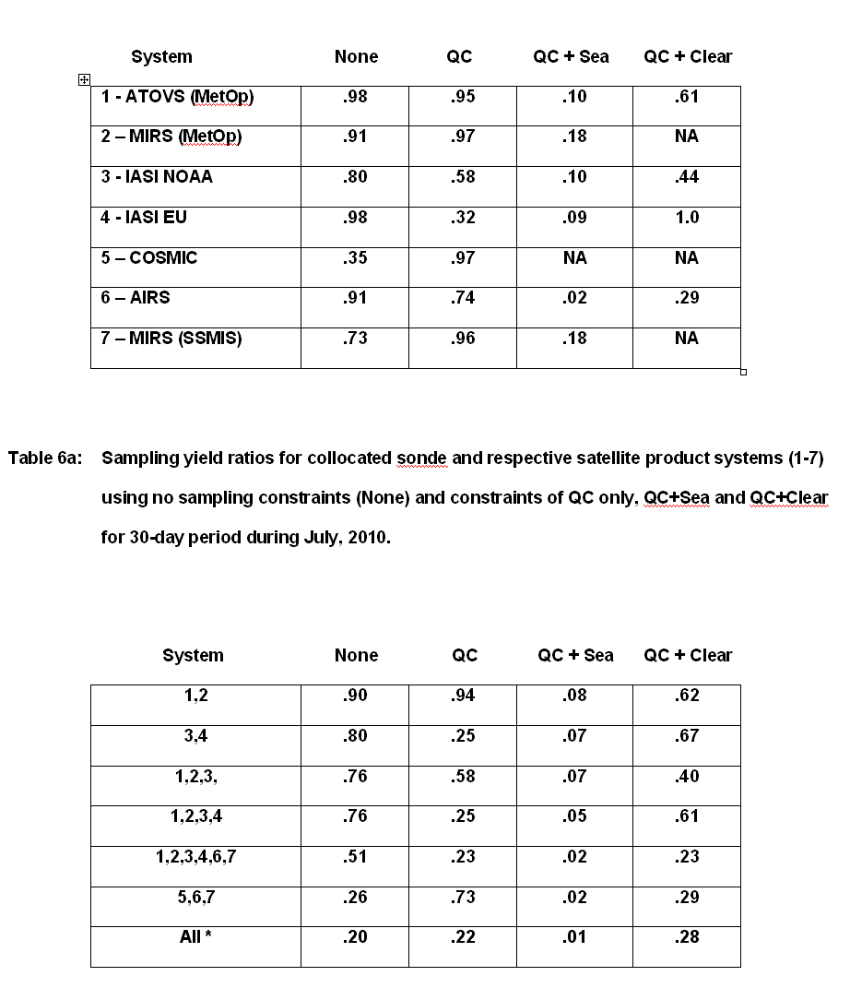 System None QC QC + Sea QC + Clear
1 - ATOVS (MetOp) .98 .95 .10 .61
2 – MIRS (MetOp) .91 .97 .18 NA
3 - IASI NOAA .80 .58 .10 .44
4 - IASI EU .98 .32 .09 1.0
5 – COSMIC .35 .97 NA NA
6 – AIRS .91 .74 .02 .29
7 – MIRS (SSMIS) .73 .96 .18 NA
Table 6a: Sampling yield ratios for collocated sonde and respective satellite product systems (1-7)
using no sampling constraints (None) and constraints of QC only, QC+Sea and QC+Clear
for 30-day period during July, 2010.
System None QC QC + Sea QC + Clear
1,2 .90 .94 .08 .62
3,4 .80 .25 .07 .67
1,2,3, .76 .58 .07 .40
1,2,3,4 .76 .25 .05 .61
1,2,3,4,6,7 .51 .23 .02 .23
5,6,7 .26 .73 .02 .29
All * .20 .22 .01 .28